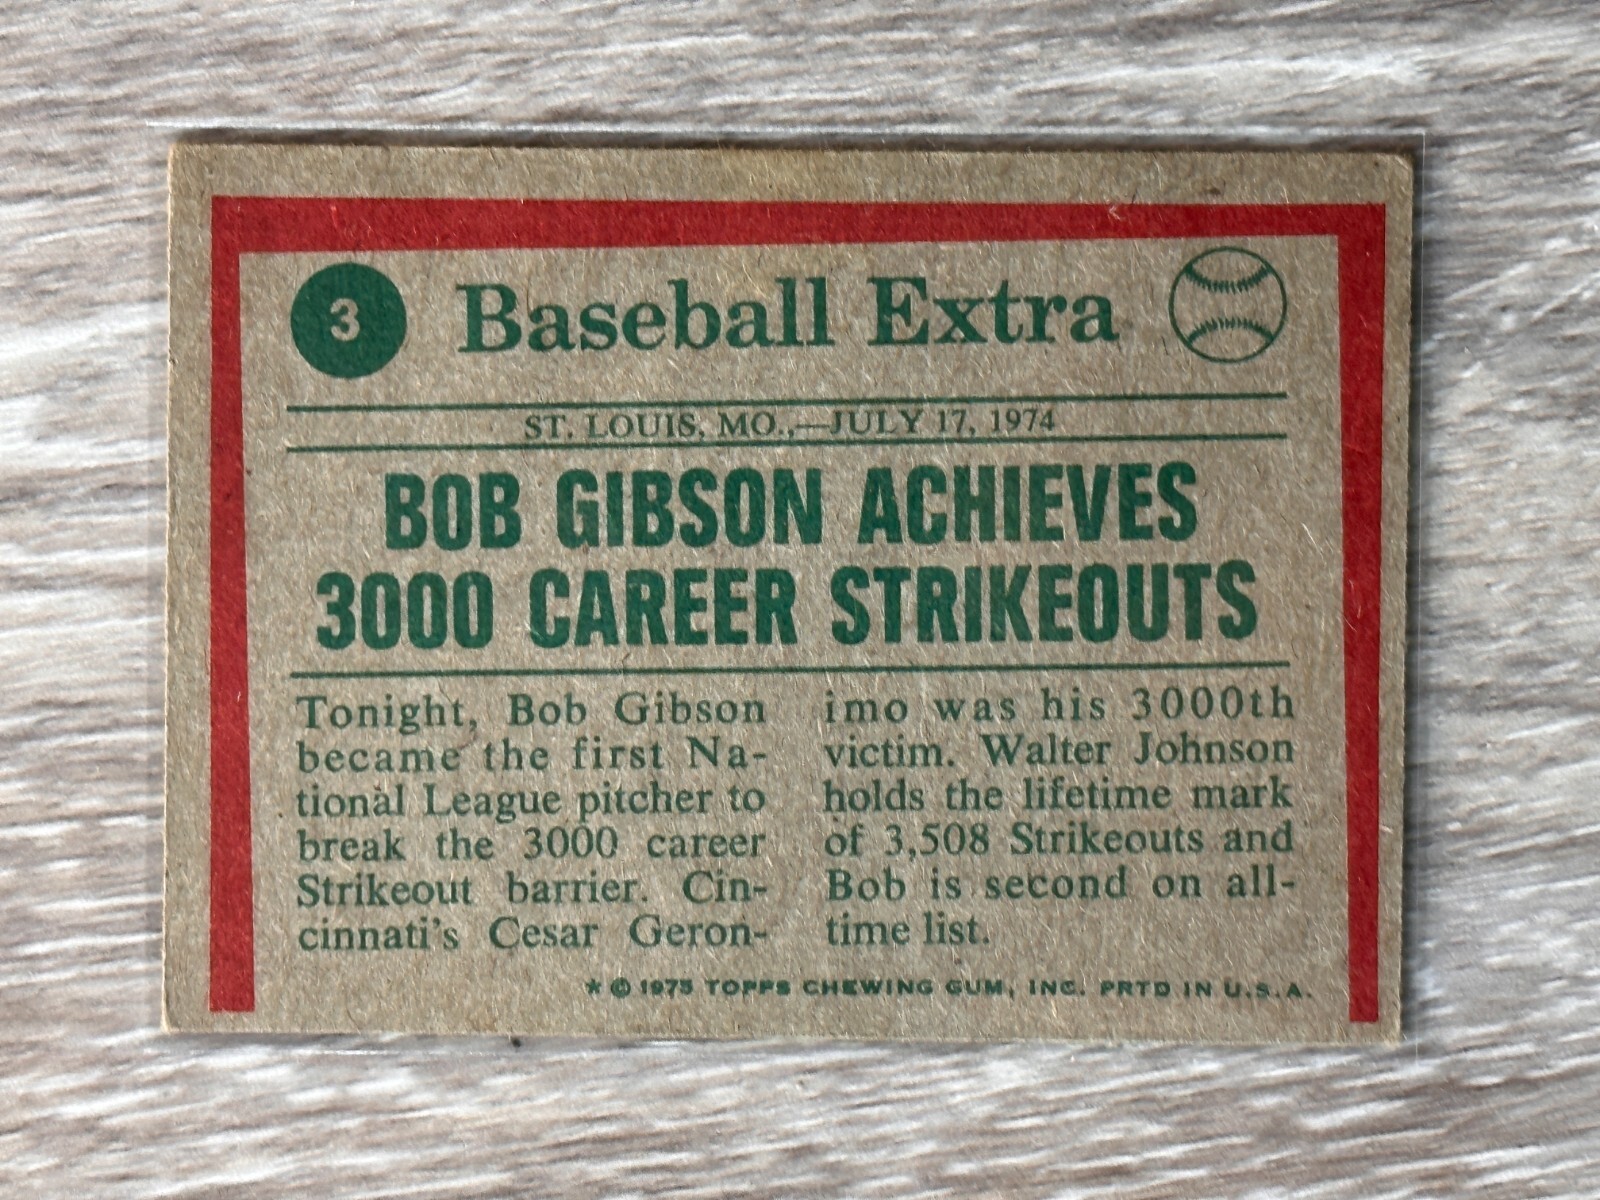 3
Baseball Extra
ST. LOUIS, MO.,—JULY 17, 1974
BOB GIBSON ACHIEVES
3000 CAREER STRIKEOUTS
Tonight, Bob Gibson
became the first Na-
tional League pitcher to
break the 3000 career
Strikeout barrier. Cin-
cinnati's Cesar Geron-
imo was his 3000th
victim. Walter Johnson
holds the lifetime mark
of 3,508 Strikeouts and
Bob is second on all-
time list.
* © 1975 TOPPS CHEWING GUM, INC. PRTD IN U.S.A.